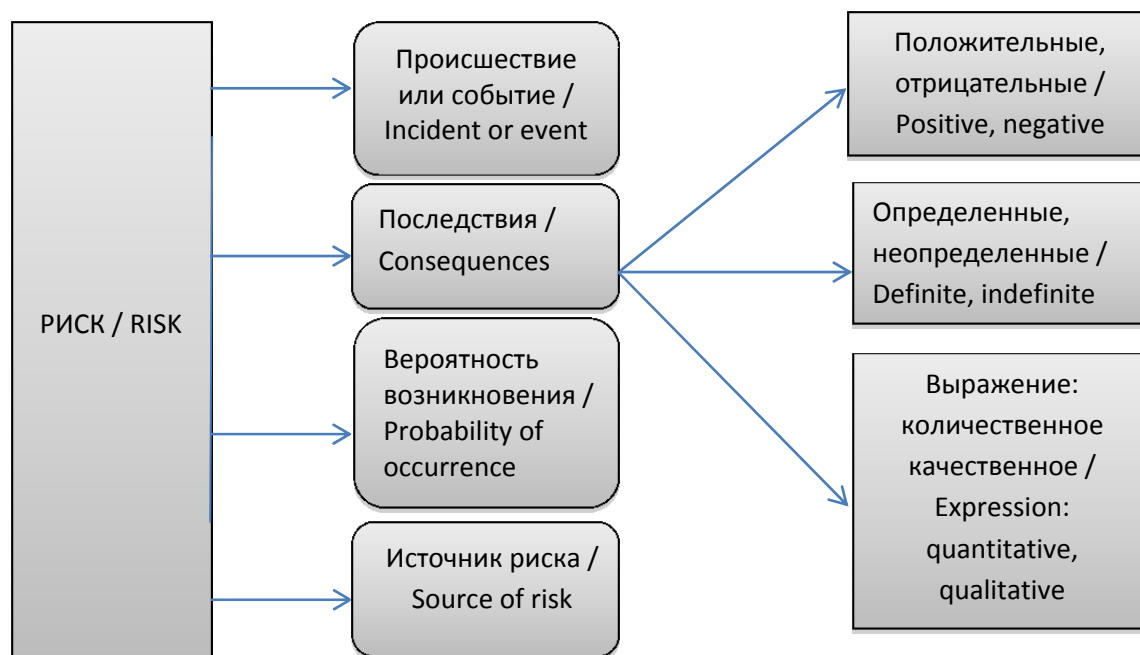 РИСК / RISK
Происшествие
или событие /
Incident or event
Последствия /
Consequences
Вероятность
возникновения /
Probability of
occurrence
Источник риска /
Source of risk
Положительные,
отрицательные /
Positive, negative
Определенные,
неопределенные /
Definite, indefinite
Выражение:
количественное
качественное /
Expression:
quantitative,
qualitative